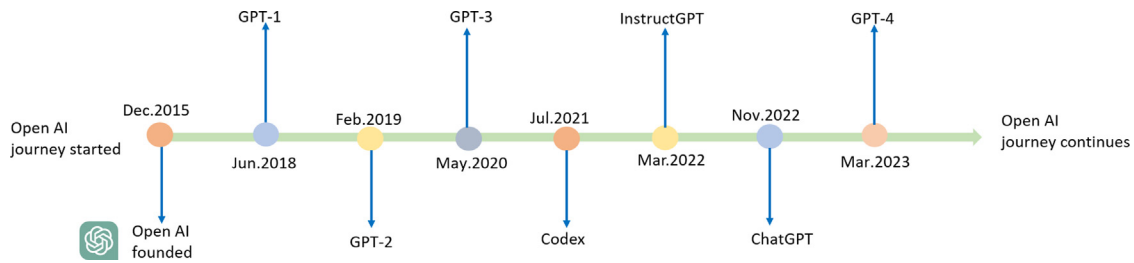 GPT-1
GPT-3
InstructGPT
GPT-4
Dec.2015
Feb.2019
Jul.2021
Nov.2022
Open AI
journey started
Open AI
journey continues
Jun.2018
May.2020
Mar.2022
Mar.2023
Open AI
founded
GPT-2
Codex
ChatGPT